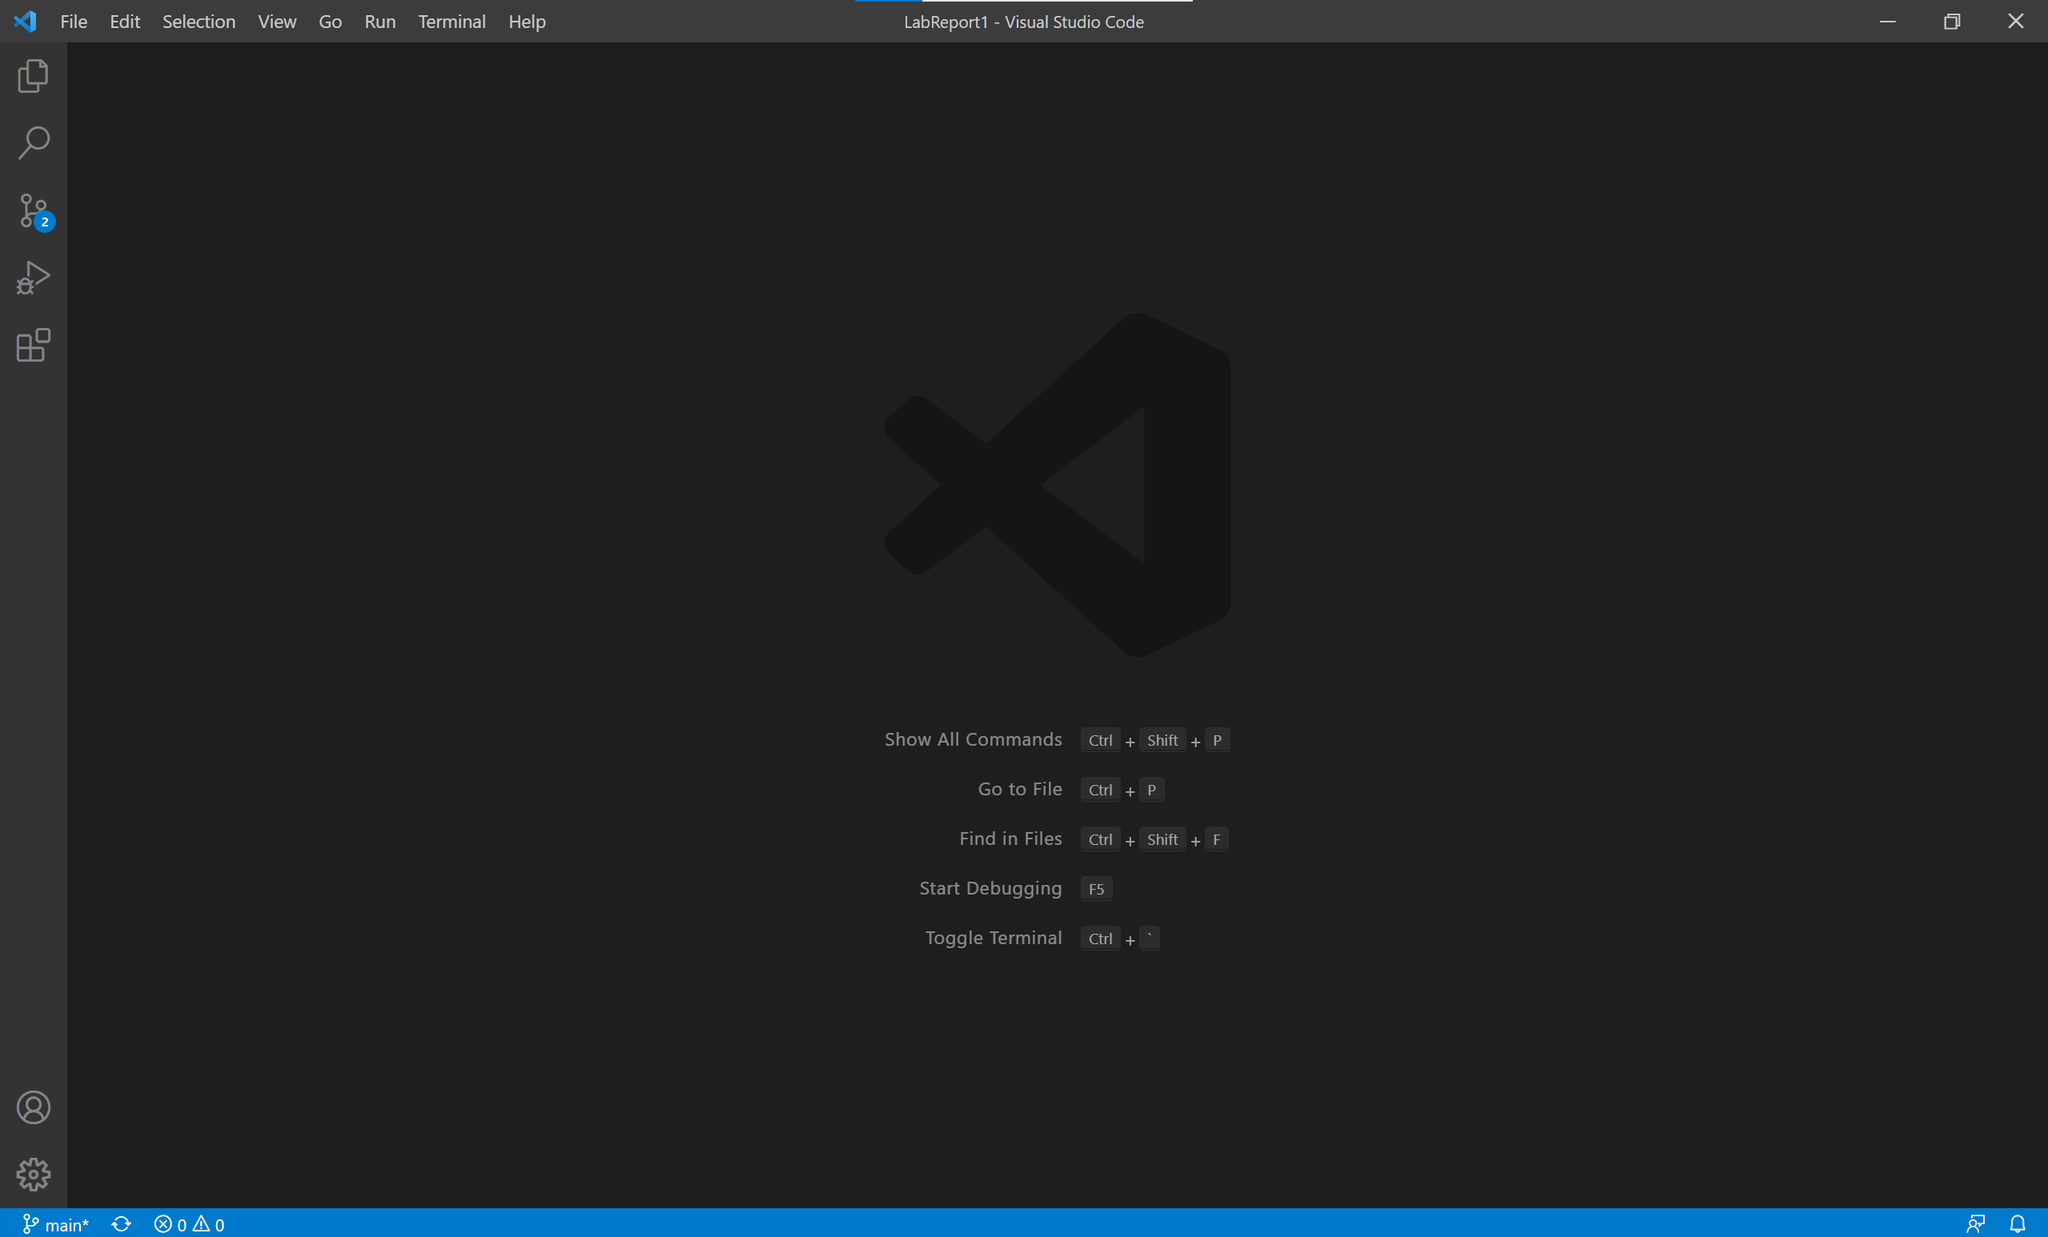 File Edit Selection View Go Run Terminal Help LabReport1 - Visual Studio Code
2
Show All Commands Ctrl + Shift + P
Go to File Ctrl + P
Find in Files Ctrl + Shift + F
Start Debugging F5
Toggle Terminal Ctrl + `
main* 0 0